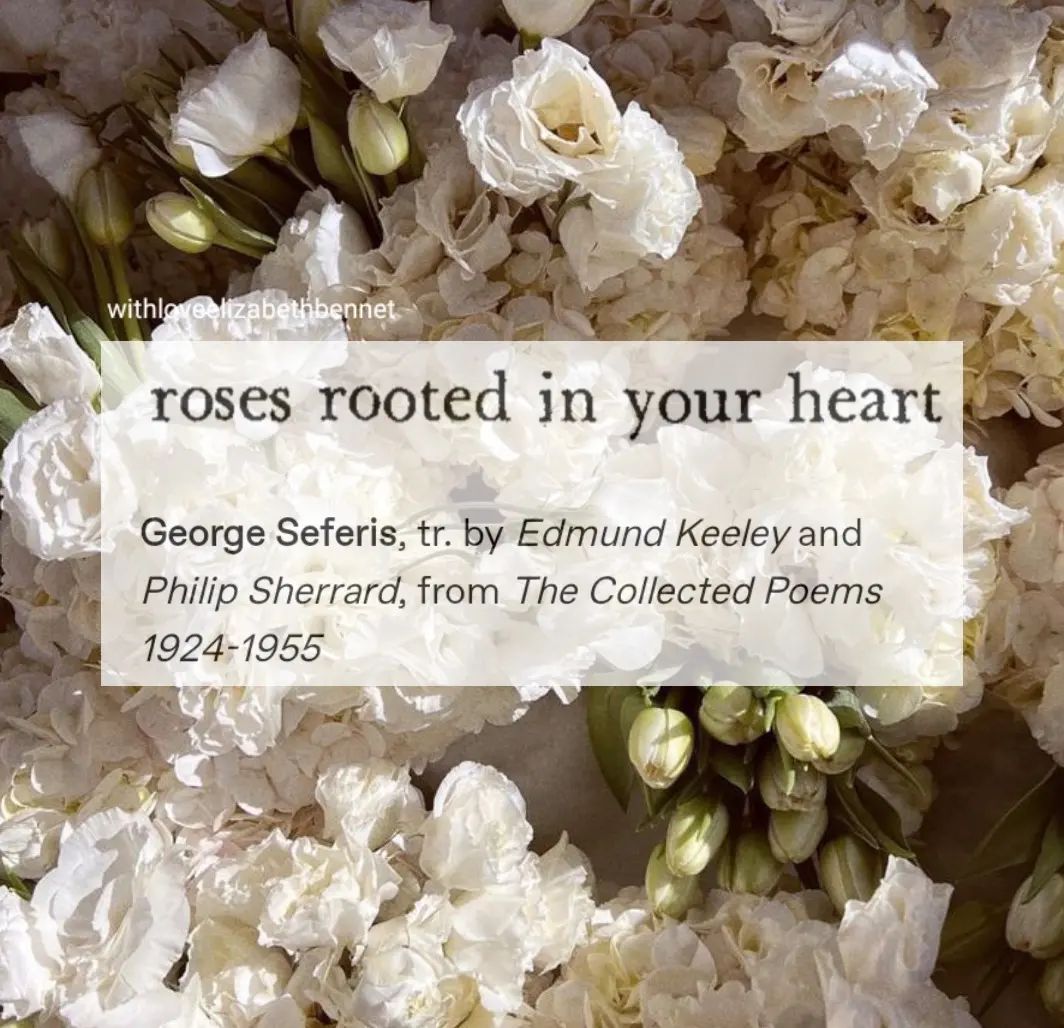 withloveelizabethbennet
roses rooted in your heart
George Seferis, tr. by Edmund Keeley and
Philip Sherrard, from The Collected Poems
1924-1955